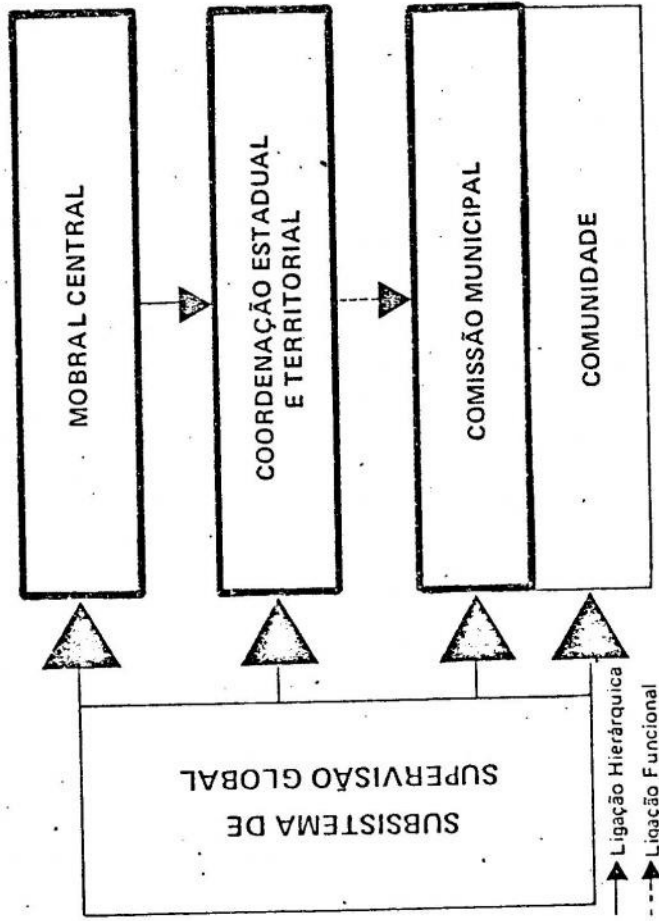 MOBRAL CENTRAL
COORDENAÇÃO ESTADUAL
E TERRITORIAL
COMISSÃO MUNICIPAL
COMUNIDADE
SUBSISTEMA DE
SUPERVISÃO GLOBAL
Ligação Hierárquica
Ligação Funcional